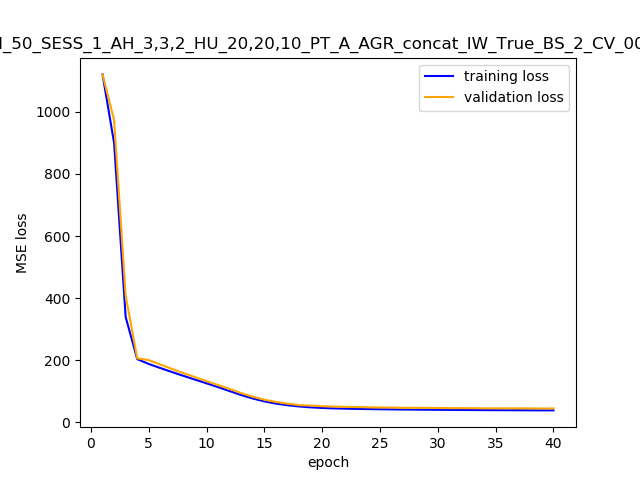 _50_SESS_1_AH_3,3,2_HU_20,20,10_PT_A_AGR_concat_IW_True_BS_2_CV_00
training loss
validation loss
MSE loss
1000
800
600
400
200
0
0 5 10 15 20 25 30 35 40
epoch